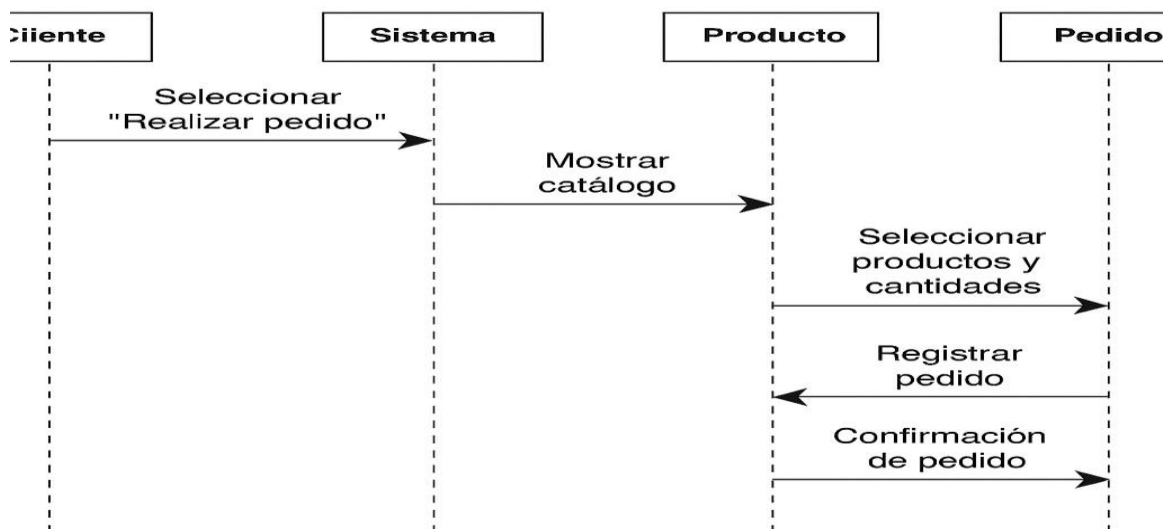 Ciiente
Sistema
Producto
Pedido
Seleccionar
"Realizar pedido"
Mostrar
catálogo
Seleccionar
productos y
cantidades
Registrar
pedido
Confirmación
de pedido